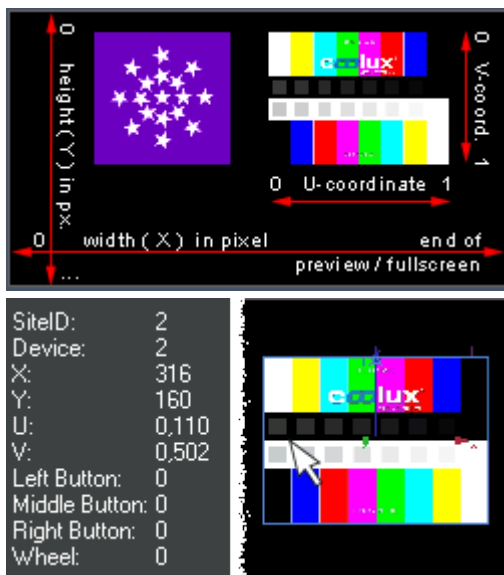 0 height(Y) in px. ...
coolux
0 V-coord. 1
0 U-coordinate 1
0 width (X) in pixel end of
preview / fullscreen
SiteID: 2
Device: 2
X: 316
Y: 160
U: 0,110
V: 0,502
Left Button: 0
Middle Button: 0
Right Button: 0
Wheel: 0
coolux